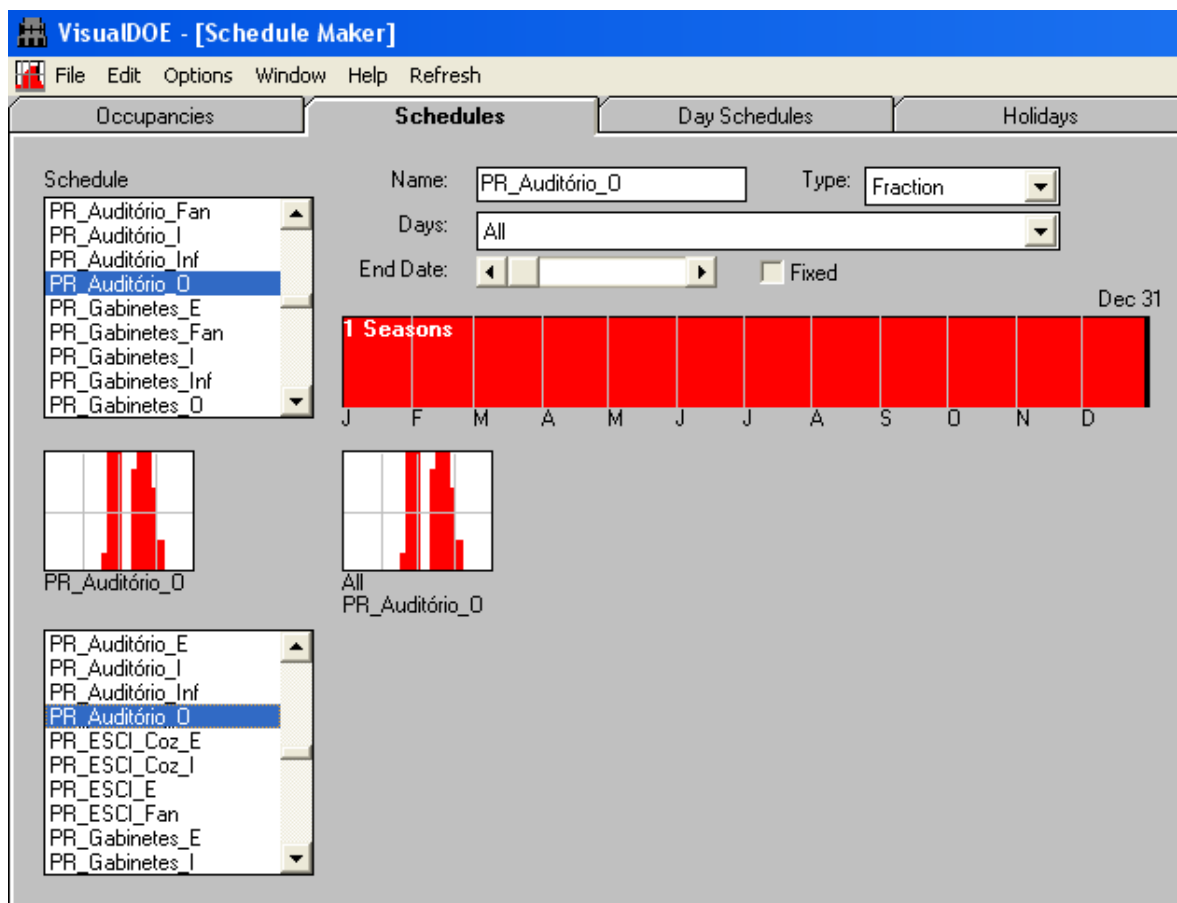 VisualDOE - [Schedule Maker]
File Edit Options Window Help Refresh
Occupancies Schedules Day Schedules Holidays
Schedule
PR_Auditório_Fan
PR_Auditório_I
PR_Auditório_Inf
PR_Auditório_O
PR_Gabinetes_E
PR_Gabinetes_Fan
PR_Gabinetes_I
PR_Gabinetes_Inf
PR_Gabinetes_O
Name: PR_Auditório_O Type: Fraction
Days: All
End Date: Fixed
Dec 31
1 Seasons
J F M A M J J A S O N D
PR_Auditório_O
All
PR_Auditório_O
PR_Auditório_E
PR_Auditório_I
PR_Auditório_Inf
PR_Auditório_O
PR_ESCI_Coz_E
PR_ESCI_Coz_I
PR_ESCI_E
PR_ESCI_Fan
PR_Gabinetes_E
PR_Gabinetes_I